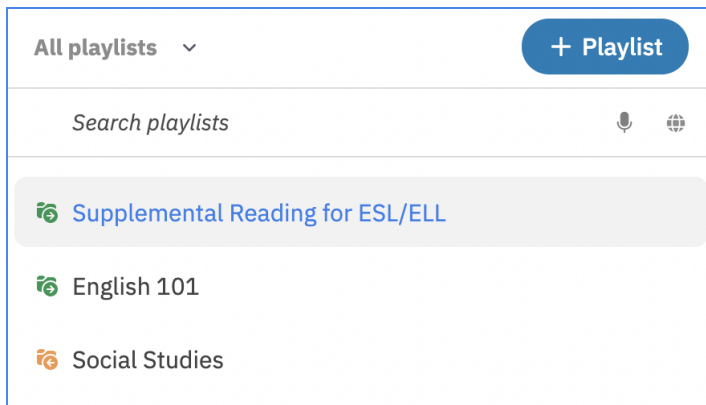 All playlists
+ Playlist
Search playlists
Supplemental Reading for ESL/ELL
English 101
Social Studies